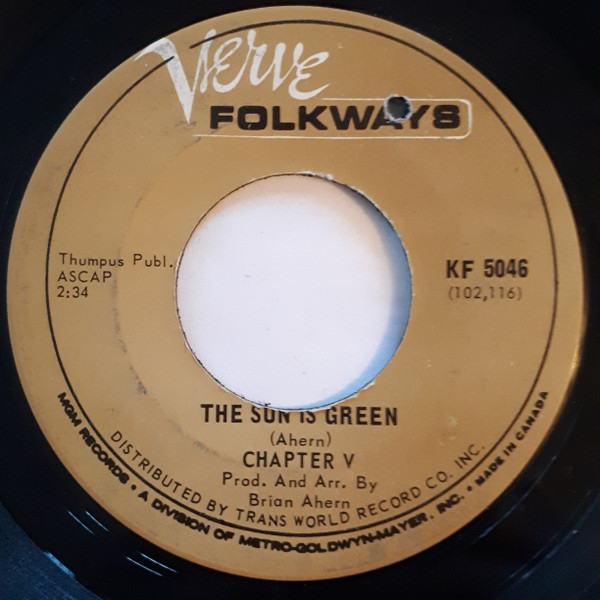 Verve
FOLKWAYS
Thumpus Publ.
ASCAP
2:34
KF 5046
(102,116)
THE SUN IS GREEN
(Ahern)
CHAPTER V
Prod. And Arr. By
Brian Ahern
DISTRIBUTED BY TRANS WORLD RECORD CO. INC.
MGM RECORDS • A DIVISION OF METRO-GOLDWYN-MAYER, INC. • MADE IN CANADA